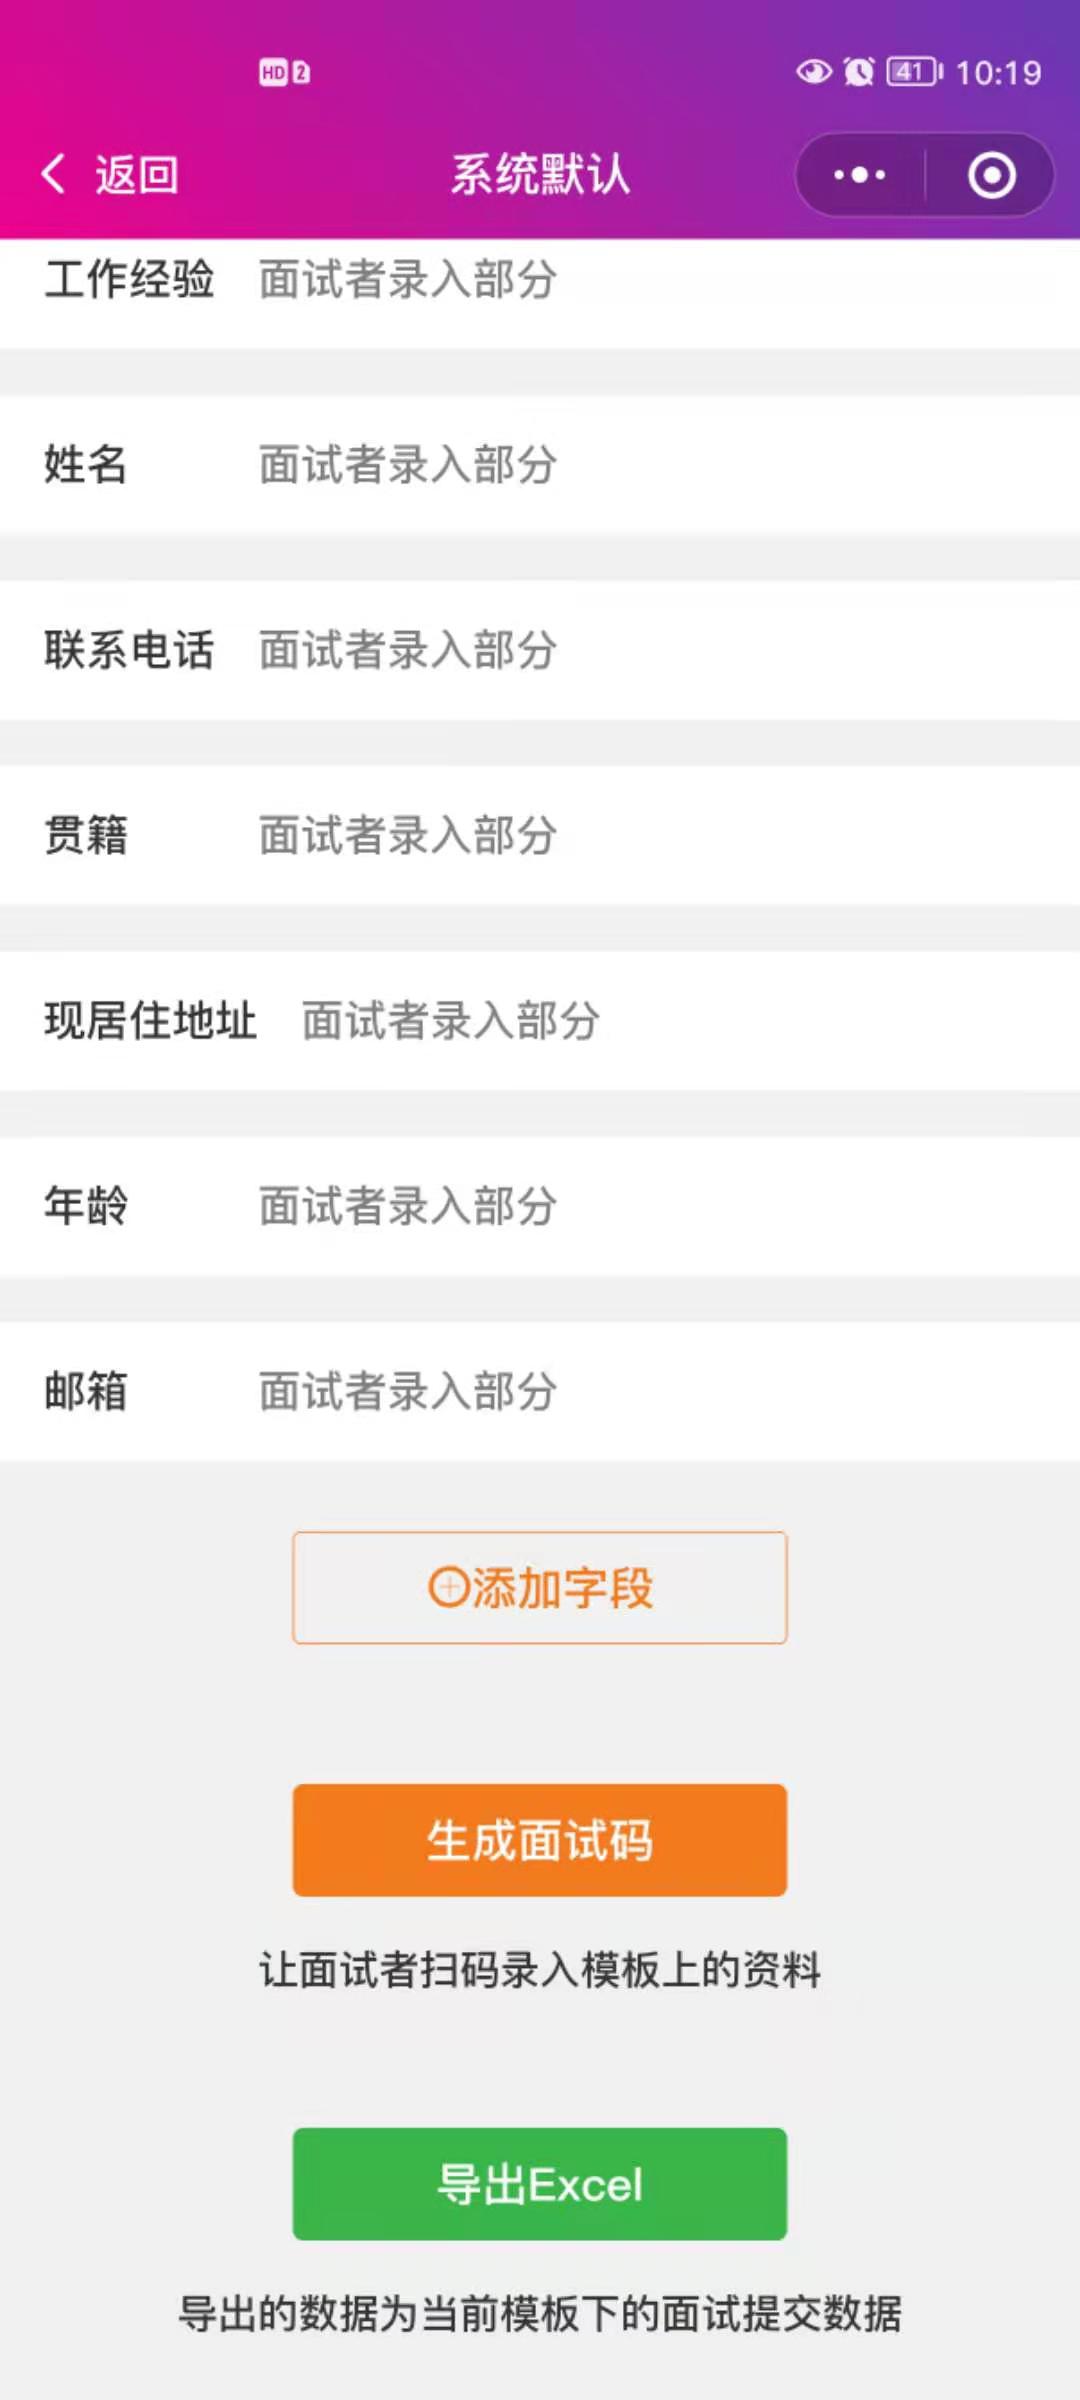 HD 2 41 10:19
返回 系统默认
工作经验 面试者录入部分
姓名 面试者录入部分
联系电话 面试者录入部分
贯籍 面试者录入部分
现居住地址 面试者录入部分
年龄 面试者录入部分
邮箱 面试者录入部分
添加字段
生成面试码
让面试者扫码录入模板上的资料
导出Excel
导出的数据为当前模板下的面试提交数据